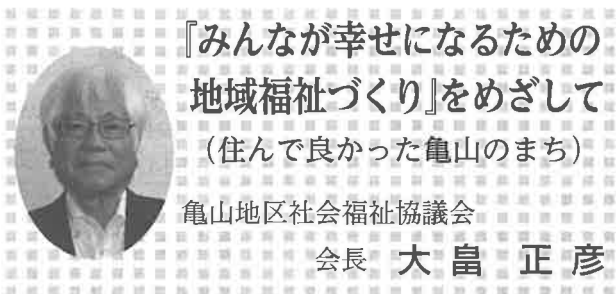 『みんなが幸せになるための
地域福祉づくり』をめざして
（住んで良かった亀山のまち）
亀山地区社会福祉協議会
会長 大畠 正彦